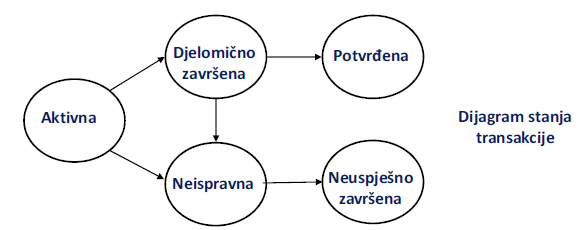 Djelomično
završena
Potvrđena
Aktivna
Dijagram stanja
transakcije
Neispravna
Neuspješno
završena